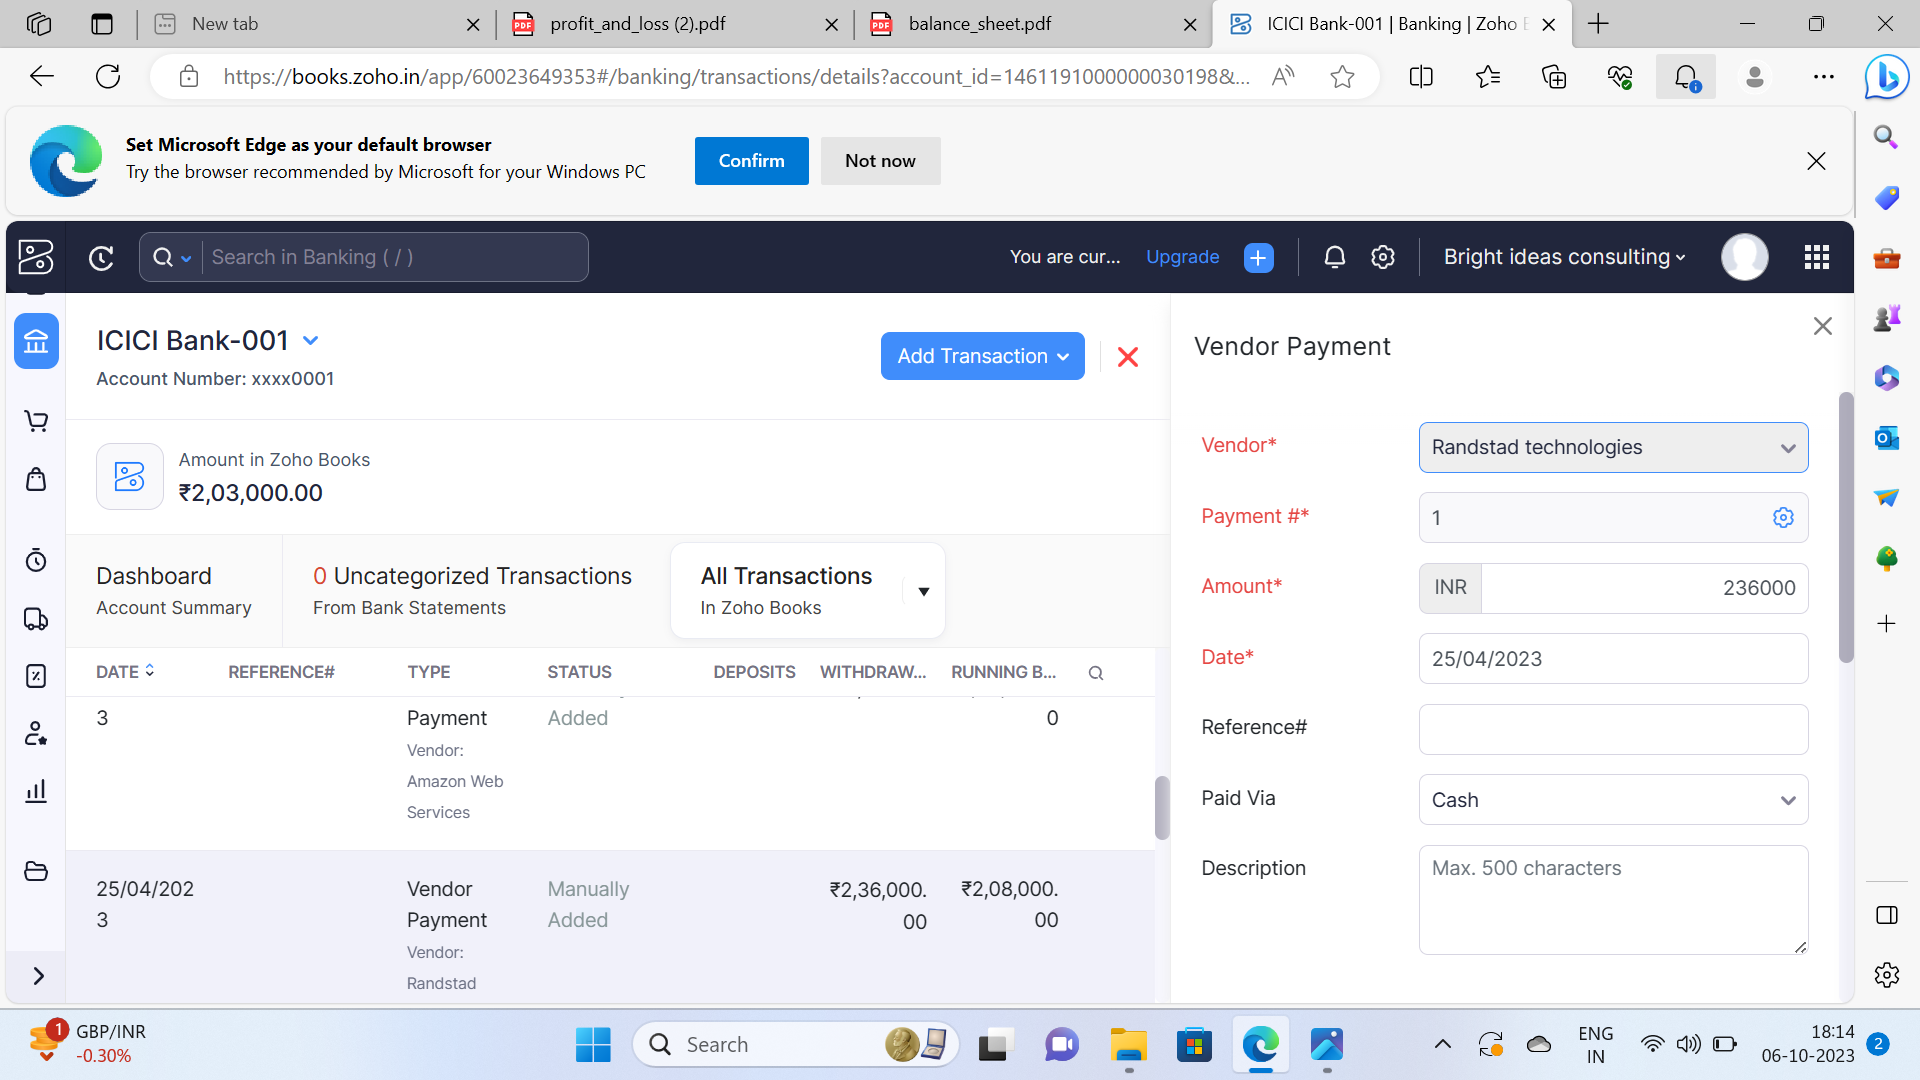 New tab
profit_and_loss (2).pdf
balance_sheet.pdf
ICICI Bank-001 | Banking | Zoho B
https://books.zoho.in/app/60023649353#/banking/transactions/details?account_id=1461191000000030198&...
Set Microsoft Edge as your default browser
Try the browser recommended by Microsoft for your Windows PC
Confirm
Not now
Search in Banking ( / )
You are cur...
Upgrade
Bright ideas consulting
ICICI Bank-001
Account Number: xxxx0001
Add Transaction
Amount in Zoho Books
₹2,03,000.00
Dashboard
Account Summary
0 Uncategorized Transactions
From Bank Statements
All Transactions
In Zoho Books
DATE REFERENCE# TYPE STATUS DEPOSITS WITHDRAW... RUNNING B...
3 Payment Added 0
Vendor:
Amazon Web
Services
25/04/202 Vendor Manually ₹2,36,000. ₹2,08,000.
3 Payment Added 00 00
Vendor:
Randstad
Vendor Payment
Vendor* Randstad technologies
Payment #* 1
Amount* INR 236000
Date* 25/04/2023
Reference#
Paid Via Cash
Description Max. 500 characters
1
GBP/INR
-0.30%
Search
ENG
IN
18:14
06-10-2023
2